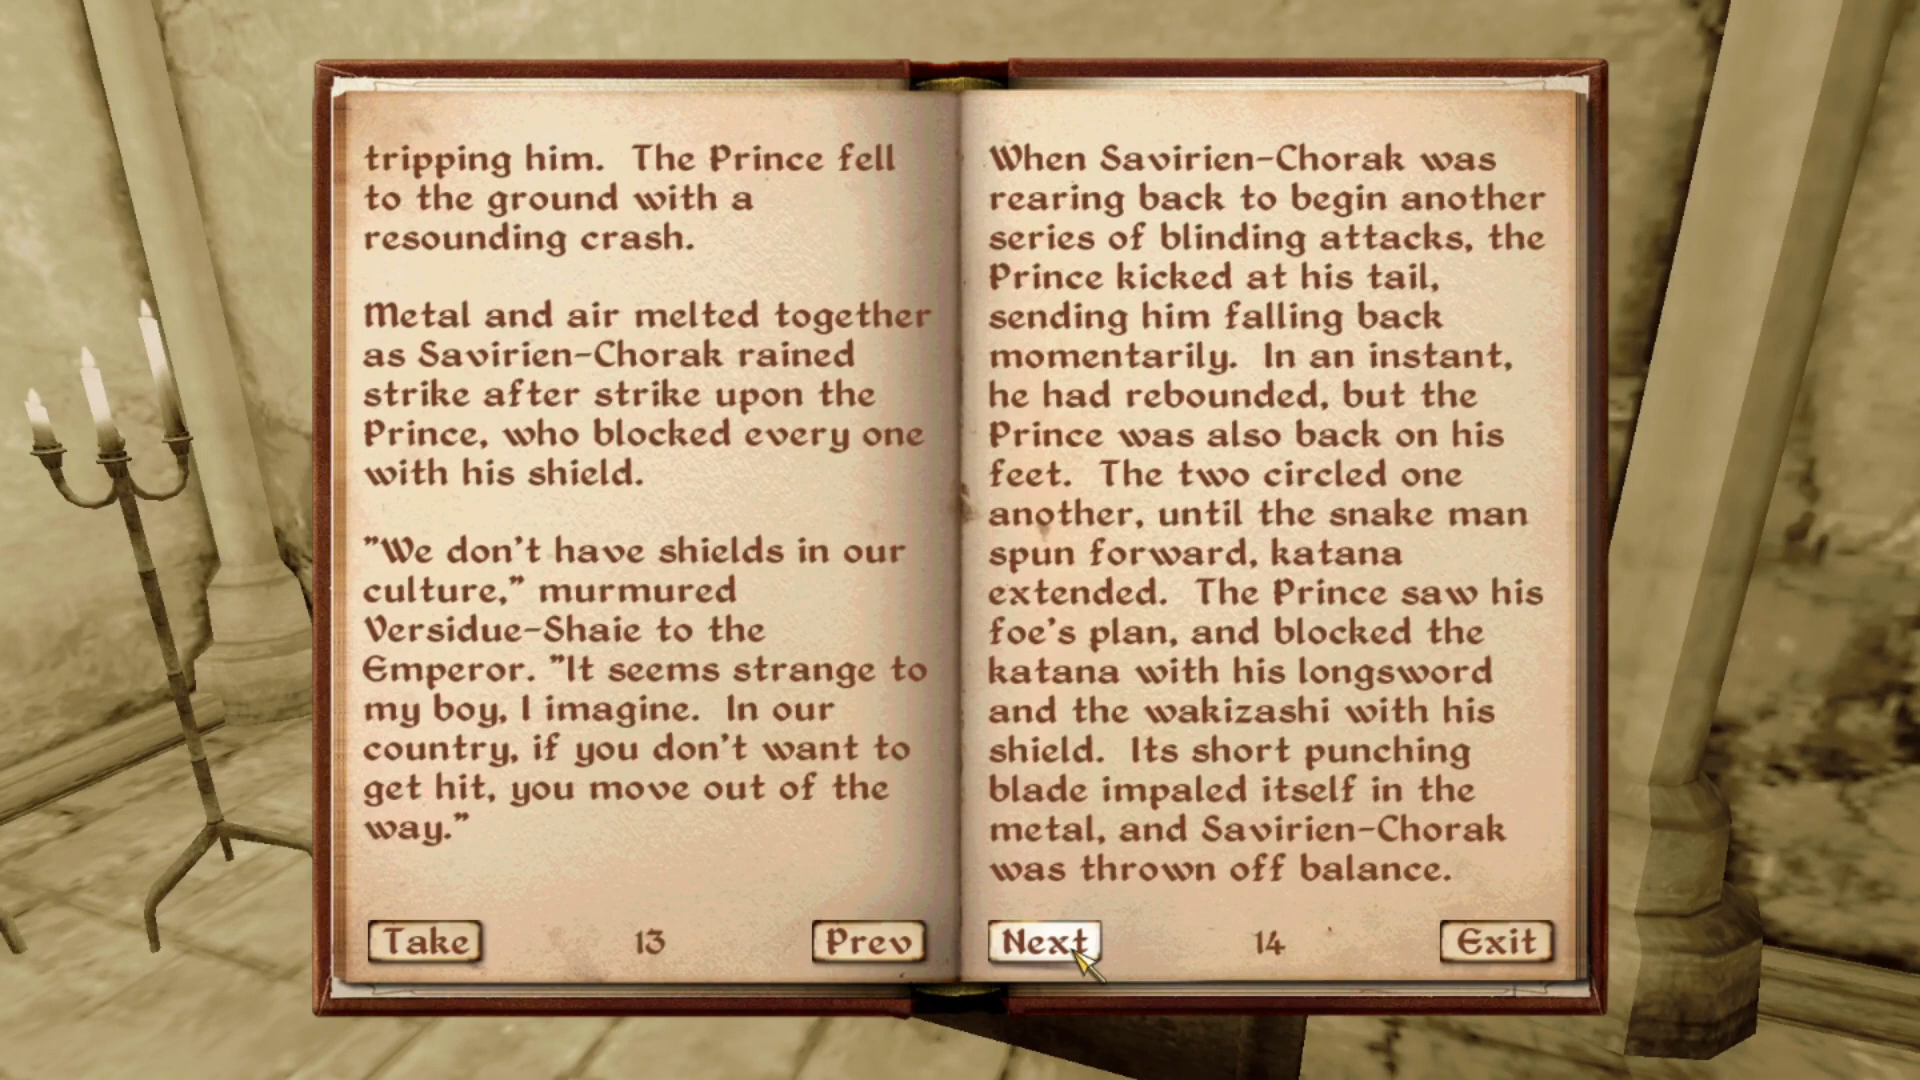 tripping him.  The Prince fell
to the ground with a
resounding crash.
Metal and air melted together
as Savirien-Chorak rained
strike after strike upon the
Prince, who blocked every one
with his shield.
"We don't have shields in our
culture," murmured
Versidue-Shaie to the
Emperor. "It seems strange to
my boy, I imagine.  In our
country, if you don't want to
get hit, you move out of the
way."
Take
13
Prev
When Savirien-Chorak was
rearing back to begin another
series of blinding attacks, the
Prince kicked at his tail,
sending him falling back
momentarily.  In an instant,
he had rebounded, but the
Prince was also back on his
feet.  The two circled one
another, until the snake man
spun forward, katana
extended.  The Prince saw his
foe's plan, and blocked the
katana with his longsword
and the wakizashi with his
shield.  Its short punching
blade impaled itself in the
metal, and Savirien-Chorak
was thrown off balance.
Next
14
Exit